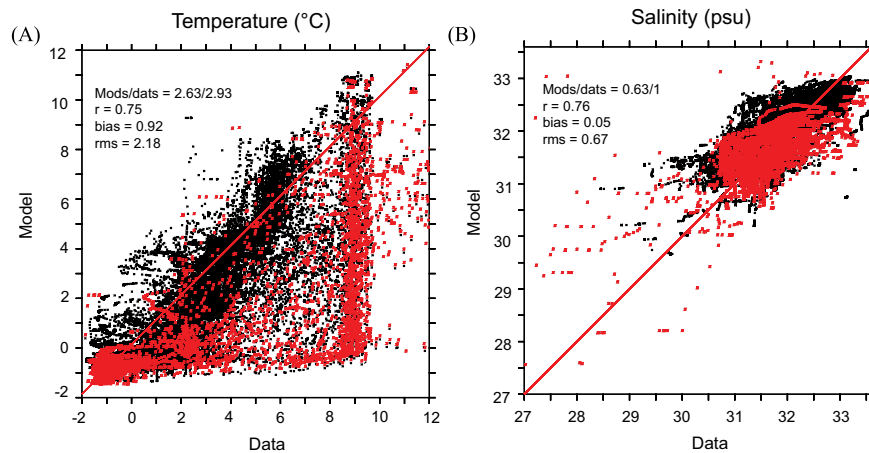 Temperature (°C)
(A)
12
10
8
6
4
2
0
-2
Model
Mods/dats = 2.63/2.93
r = 0.75
bias = 0.92
rms = 2.18
-2 0 2 4 6 8 10 12
Data
Salinity (psu)
(B)
33
32
31
30
29
28
27
Model
Mods/dats = 0.63/1
r = 0.76
bias = 0.05
rms = 0.67
27 28 29 30 31 32 33
Data